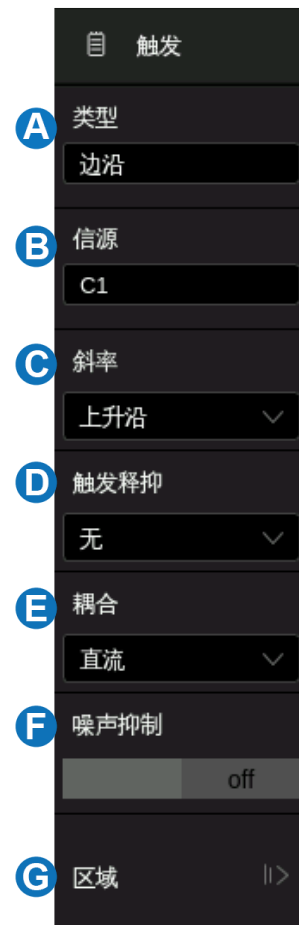 触发
A 类型
边沿
B 信源
C1
C 斜率
上升沿
D 触发释抑
无
E 耦合
直流
F 噪声抑制
off
G 区域